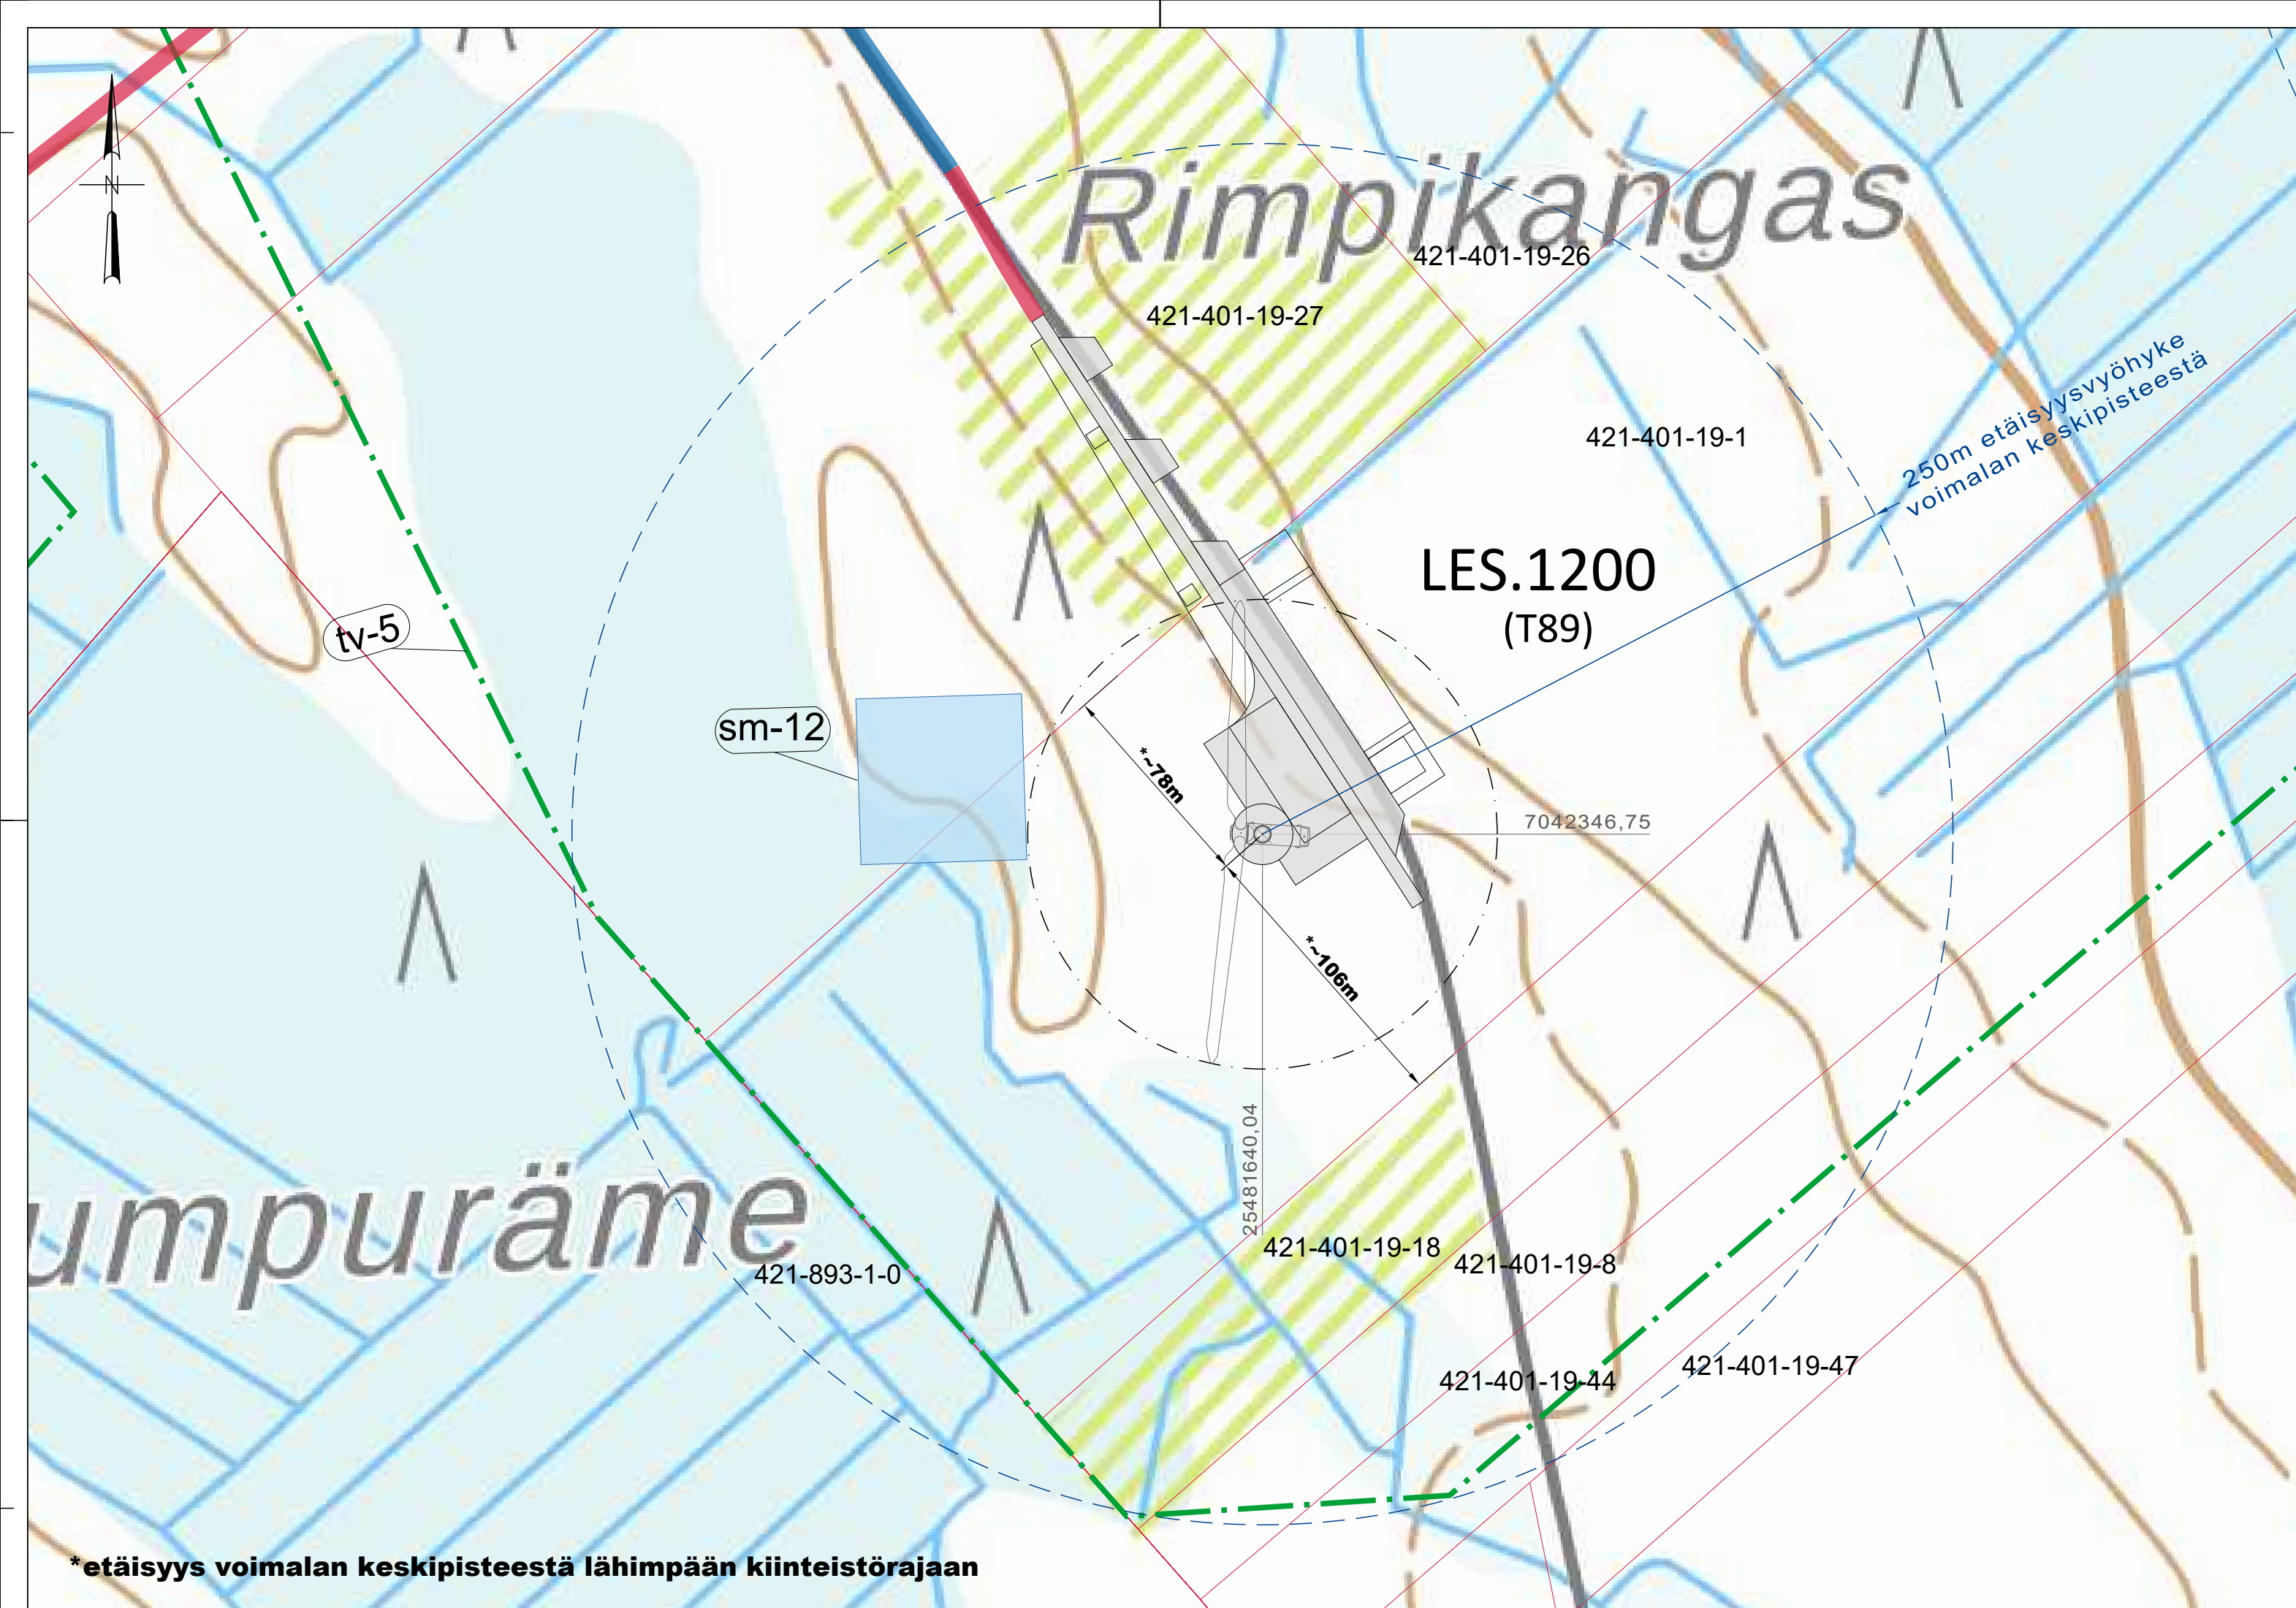 N
Rimpikangas
421-401-19-26
421-401-19-27
250m etäisyysvyöhyke
voimalan keskipisteestä
421-401-19-1
LES.1200
(T89)
tv-5
sm-12
*~78m
7042346,75
*~106m
25481640,04
umpuräme
421-401-19-18
421-401-19-8
421-893-1-0
421-401-19-44
421-401-19-47
*etäisyys voimalan keskipisteestä lähimpään kiinteistörajaan